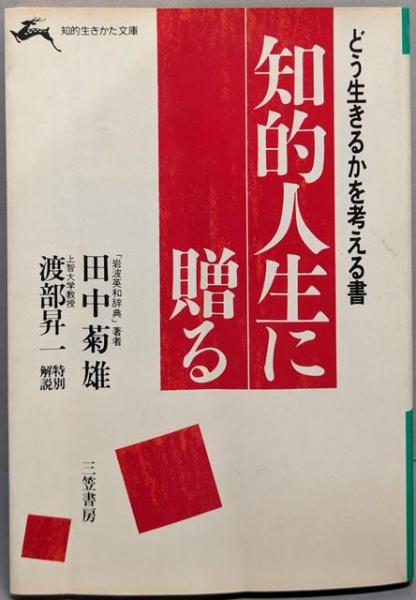 知的生きかた文庫
どう生きるかを考える書
知的人生に
贈る
「岩波英和辞典」著者
田中菊雄
上智大学教授
渡部昇一 特別解説
三笠書房